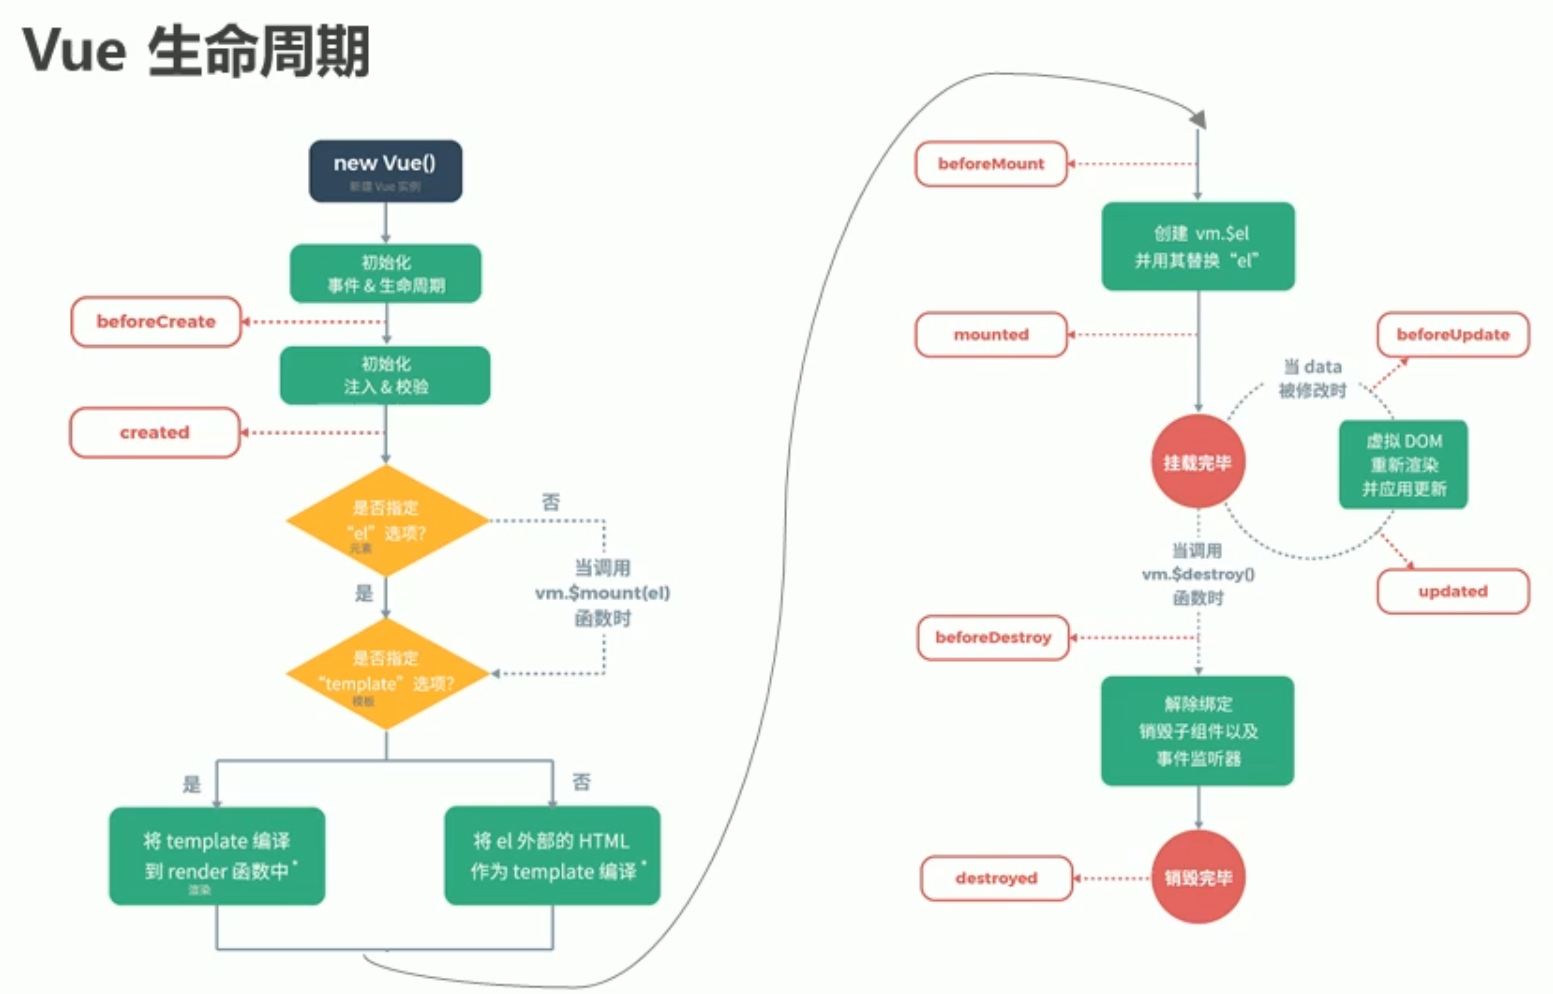 Vue 生命周期
new Vue()
新建 Vue 实例
初始化
事件 & 生命周期
beforeCreate
初始化
注入 & 校验
created
是否指定
“el” 选项?
元素
否
当调用
vm.$mount(el)
函数时
是
是否指定
“template” 选项?
模板
是
否
将 template 编译
到 render 函数中*
渲染
将 el 外部的 HTML
作为 template 编译*
beforeMount
创建 vm.$el
并用其替换“el”
mounted
挂载完毕
当 data
被修改时
beforeUpdate
虚拟 DOM
重新渲染
并应用更新
updated
当调用
vm.$destroy()
函数时
beforeDestroy
解除绑定
销毁子组件以及
事件监听器
销毁完毕
destroyed